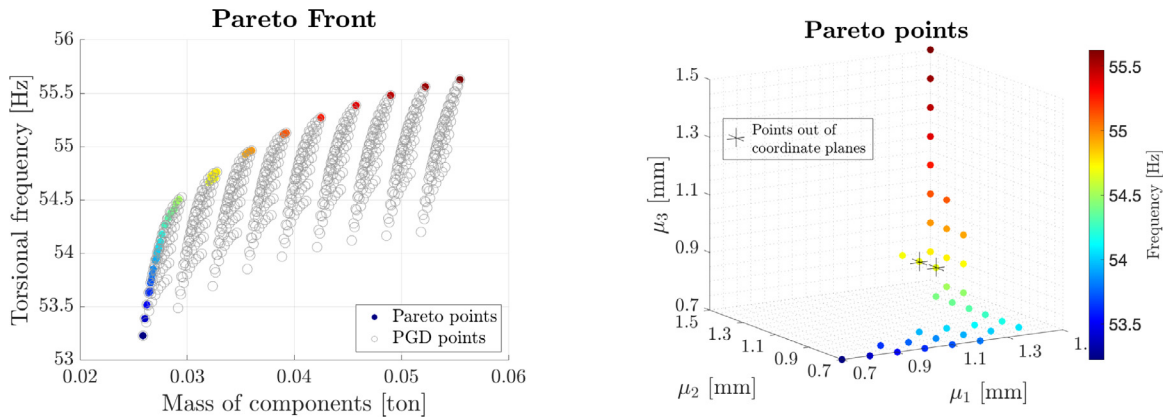 Pareto Front
56
55.5
55
54.5
54
53.5
53
Torsional frequency [Hz]
0.02
0.03
0.04
0.05
0.06
Mass of components [ton]
Pareto points
PGD points
Pareto points
1.5
1.3
1.1
0.9
0.7
μ3 [mm]
Points out of
coordinate planes
1.5
1.3
1.1
0.9
0.7
μ2 [mm]
0.7
0.9
1.1
1.3
1.
μ1 [mm]
55.5
55
54.5
54
53.5
Frequency [Hz]